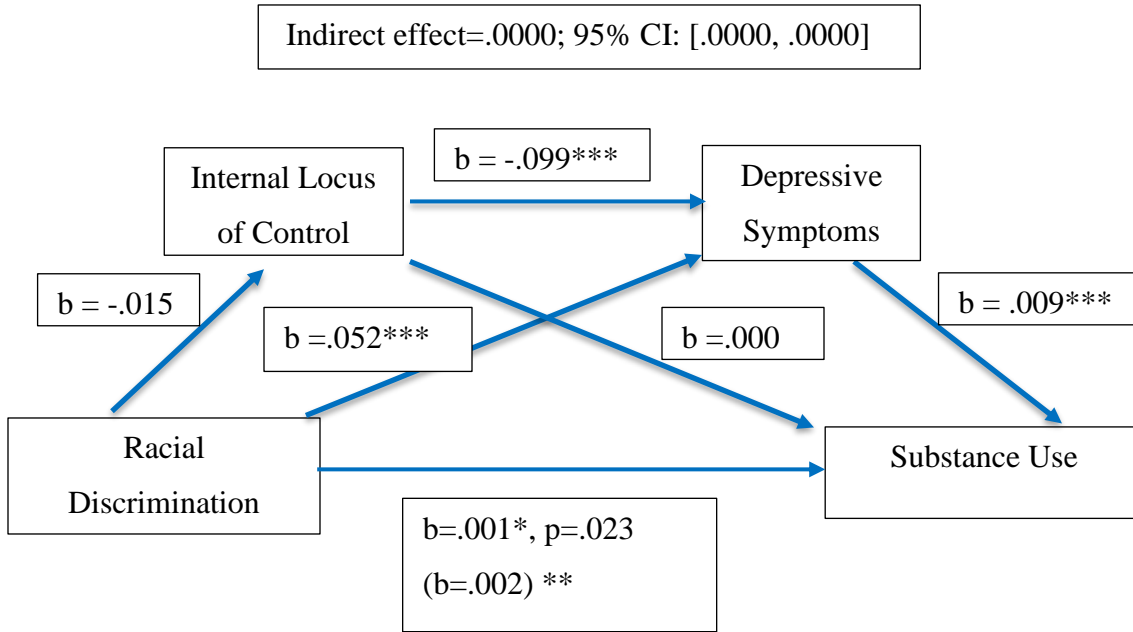 Indirect effect=.0000; 95% CI: [.0000, .0000]
b = -.099***
Internal Locus
of Control
Depressive
Symptoms
b = -.015
b =.052***
b =.000
b = .009***
Racial
Discrimination
Substance Use
b=.001*, p=.023
(b=.002) **